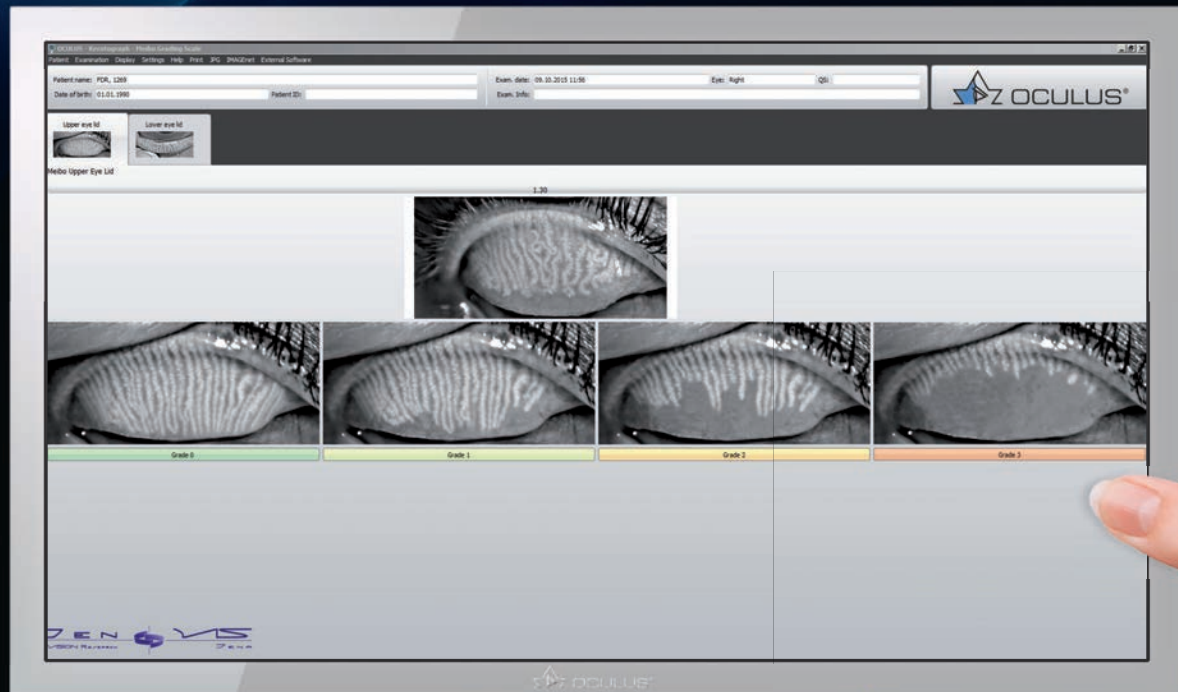 OCULUS - Keratograph - Meibo Grading Scale
Patient Examination Display Settings Help Print JPG IMAGEnet External Software
Patient name: PDR, 1269
Exam. date: 09.10.2015 11:56
Eye: Right
QS:
Date of birth: 01.01.1980
Patient ID:
Exam. Info:
OCULUS®
Upper eye lid
Lower eye lid
Meibo Upper Eye Lid
1.30
Grade 0
Grade 1
Grade 2
Grade 3
JENVIS
JENA
OCULUS®